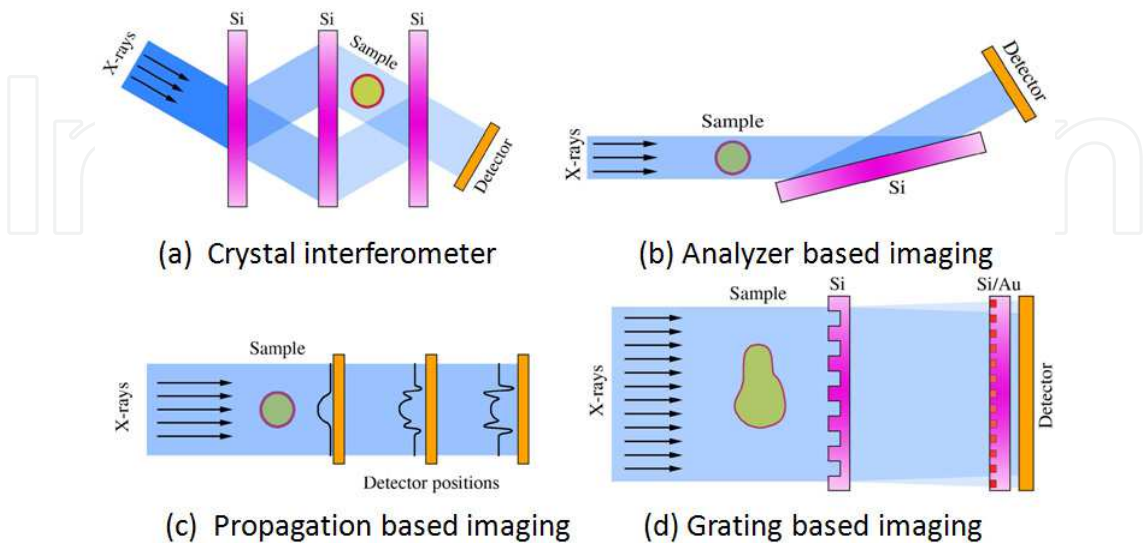 Si
Si
Si
X-rays
Sample
Detector
(a) Crystal interferometer
X-rays
Sample
Si
Detector
(b) Analyzer based imaging
X-rays
Sample
Detector positions
(c) Propagation based imaging
X-rays
Sample
Si
Si/Au
Detector
(d) Grating based imaging